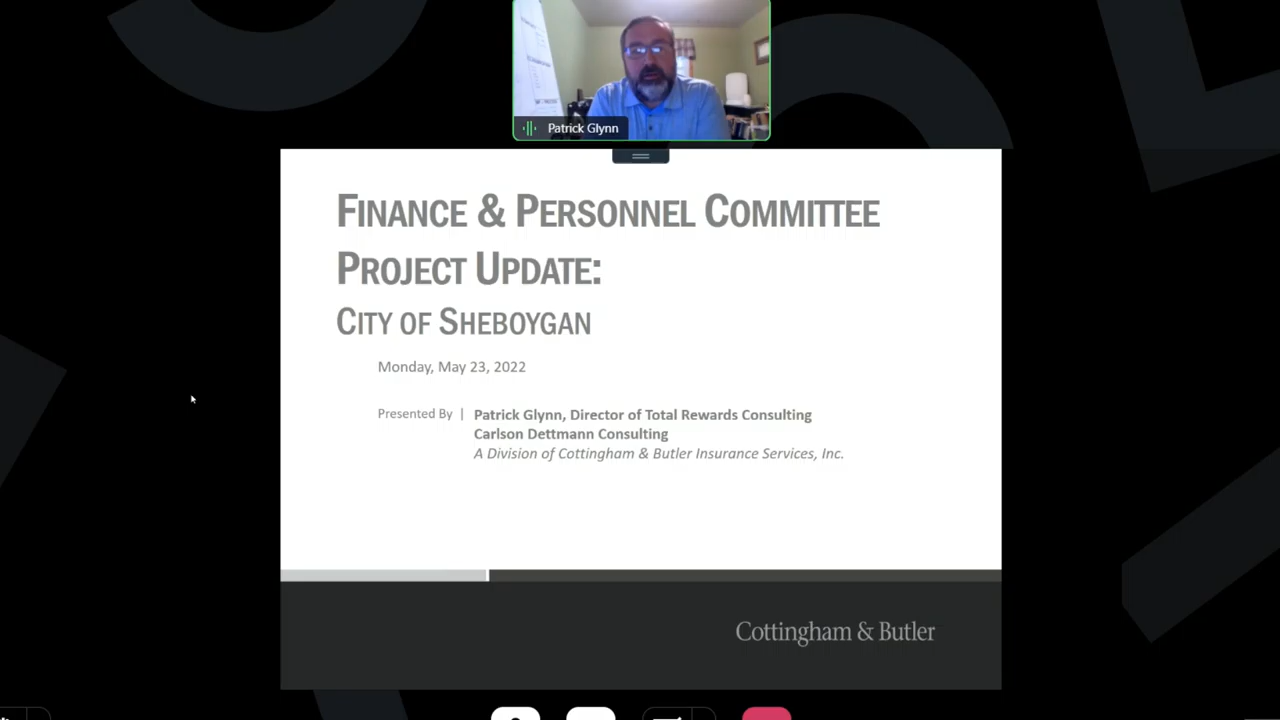 Patrick Glynn
FINANCE & PERSONNEL COMMITTEE
PROJECT UPDATE:
CITY OF SHEBOYGAN
Monday, May 23, 2022
Presented By | Patrick Glynn, Director of Total Rewards Consulting
Carlson Dettmann Consulting
A Division of Cottingham & Butler Insurance Services, Inc.
Cottingham & Butler